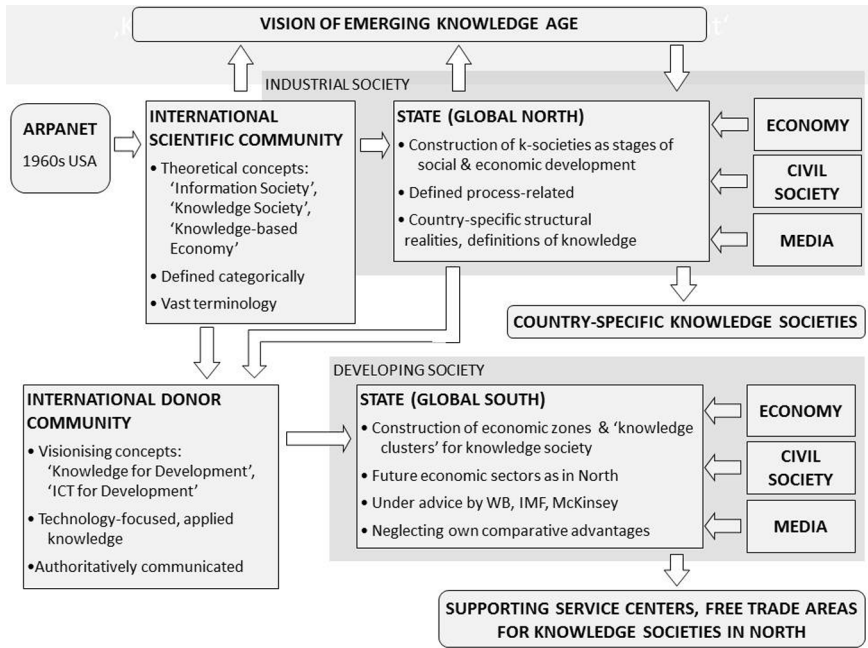 VISION OF EMERGING KNOWLEDGE AGE
INDUSTRIAL SOCIETY
ARPANET
1960s USA
INTERNATIONAL
SCIENTIFIC COMMUNITY
• Theoretical concepts:
‘Information Society’,
‘Knowledge Society’,
‘Knowledge-based
Economy’
• Defined categorically
• Vast terminology
STATE (GLOBAL NORTH)
• Construction of k-societies as stages of
social & economic development
• Defined process-related
• Country-specific structural
realities, definitions of knowledge
ECONOMY
CIVIL
SOCIETY
MEDIA
COUNTRY-SPECIFIC KNOWLEDGE SOCIETIES
INTERNATIONAL DONOR
COMMUNITY
• Visionising concepts:
‘Knowledge for Development’,
‘ICT for Development’
• Technology-focused, applied
knowledge
•Authoritatively communicated
DEVELOPING SOCIETY
STATE (GLOBAL SOUTH)
• Construction of economic zones & ‘knowledge
clusters’ for knowledge society
• Future economic sectors as in North
• Under advice by WB, IMF, McKinsey
• Neglecting own comparative advantages
ECONOMY
CIVIL
SOCIETY
MEDIA
SUPPORTING SERVICE CENTERS, FREE TRADE AREAS
FOR KNOWLEDGE SOCIETIES IN NORTH